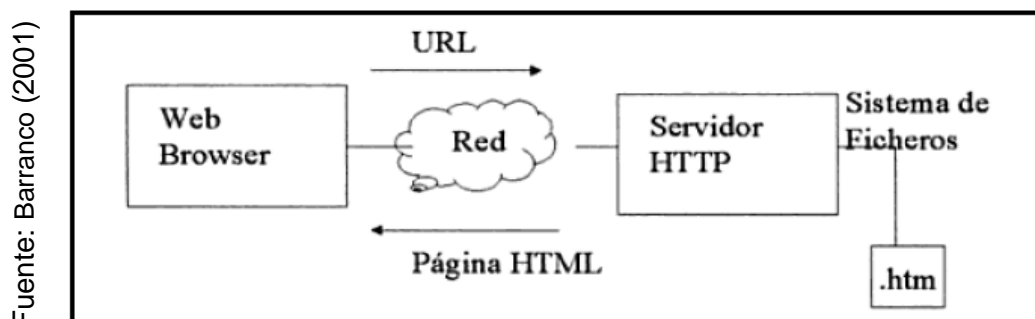 Fuente: Barranco (2001)
URL
Web
Browser
Red
Servidor
HTTP
Sistema de
Ficheros
Página HTML
.htm